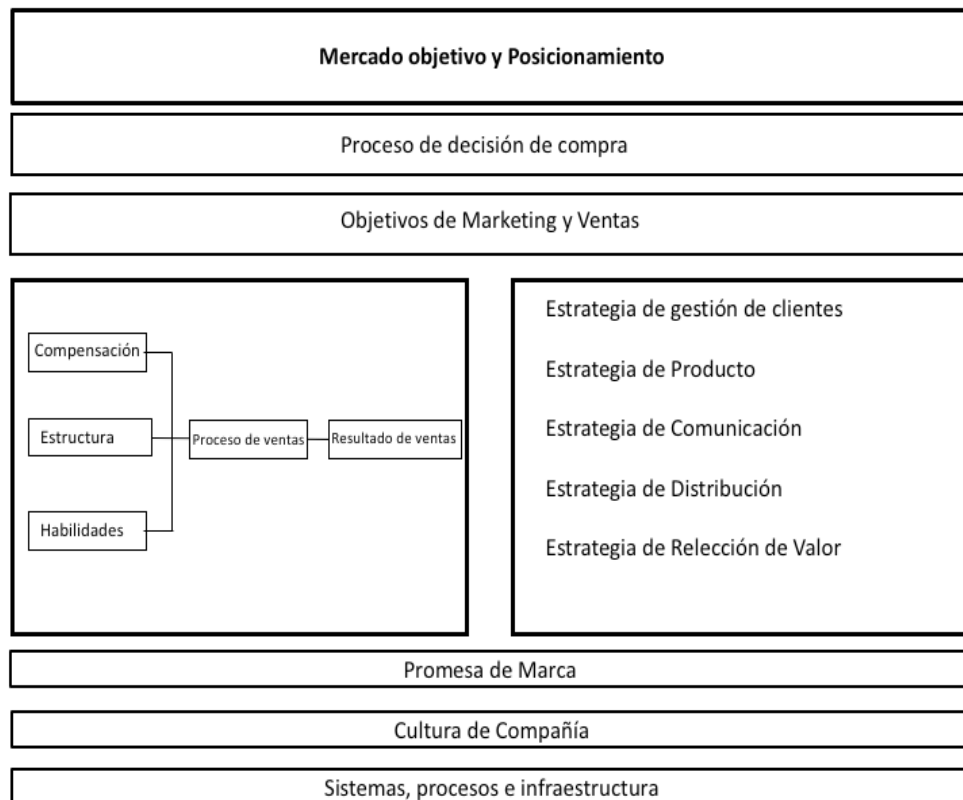 Mercado objetivo y Posicionamiento
Proceso de decisión de compra
Objetivos de Marketing y Ventas
Compensación
Estructura
Habilidades
Proceso de ventas
Resultado de ventas
Estrategia de gestión de clientes
Estrategia de Producto
Estrategia de Comunicación
Estrategia de Distribución
Estrategia de Relección de Valor
Promesa de Marca
Cultura de Compañía
Sistemas, procesos e infraestructura